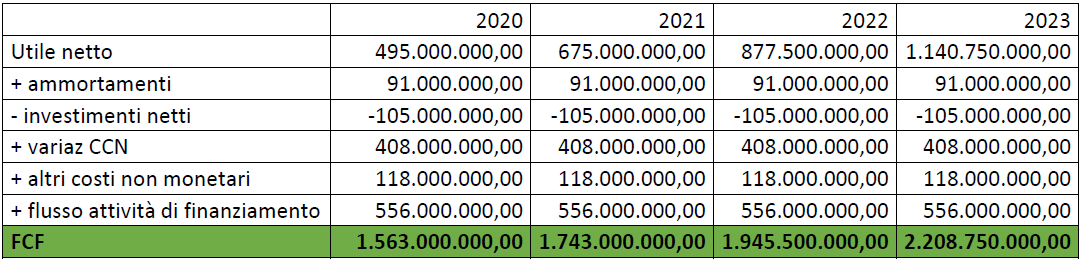 2020 2021 2022 2023
Utile netto 495.000.000,00 675.000.000,00 877.500.000,00 1.140.750.000,00
+ ammortamenti 91.000.000,00 91.000.000,00 91.000.000,00 91.000.000,00
- investimenti netti -105.000.000,00 -105.000.000,00 -105.000.000,00 -105.000.000,00
+ variaz CCN 408.000.000,00 408.000.000,00 408.000.000,00 408.000.000,00
+ altri costi non monetari 118.000.000,00 118.000.000,00 118.000.000,00 118.000.000,00
+ flusso attività di finanziamento 556.000.000,00 556.000.000,00 556.000.000,00 556.000.000,00
FCF 1.563.000.000,00 1.743.000.000,00 1.945.500.000,00 2.208.750.000,00